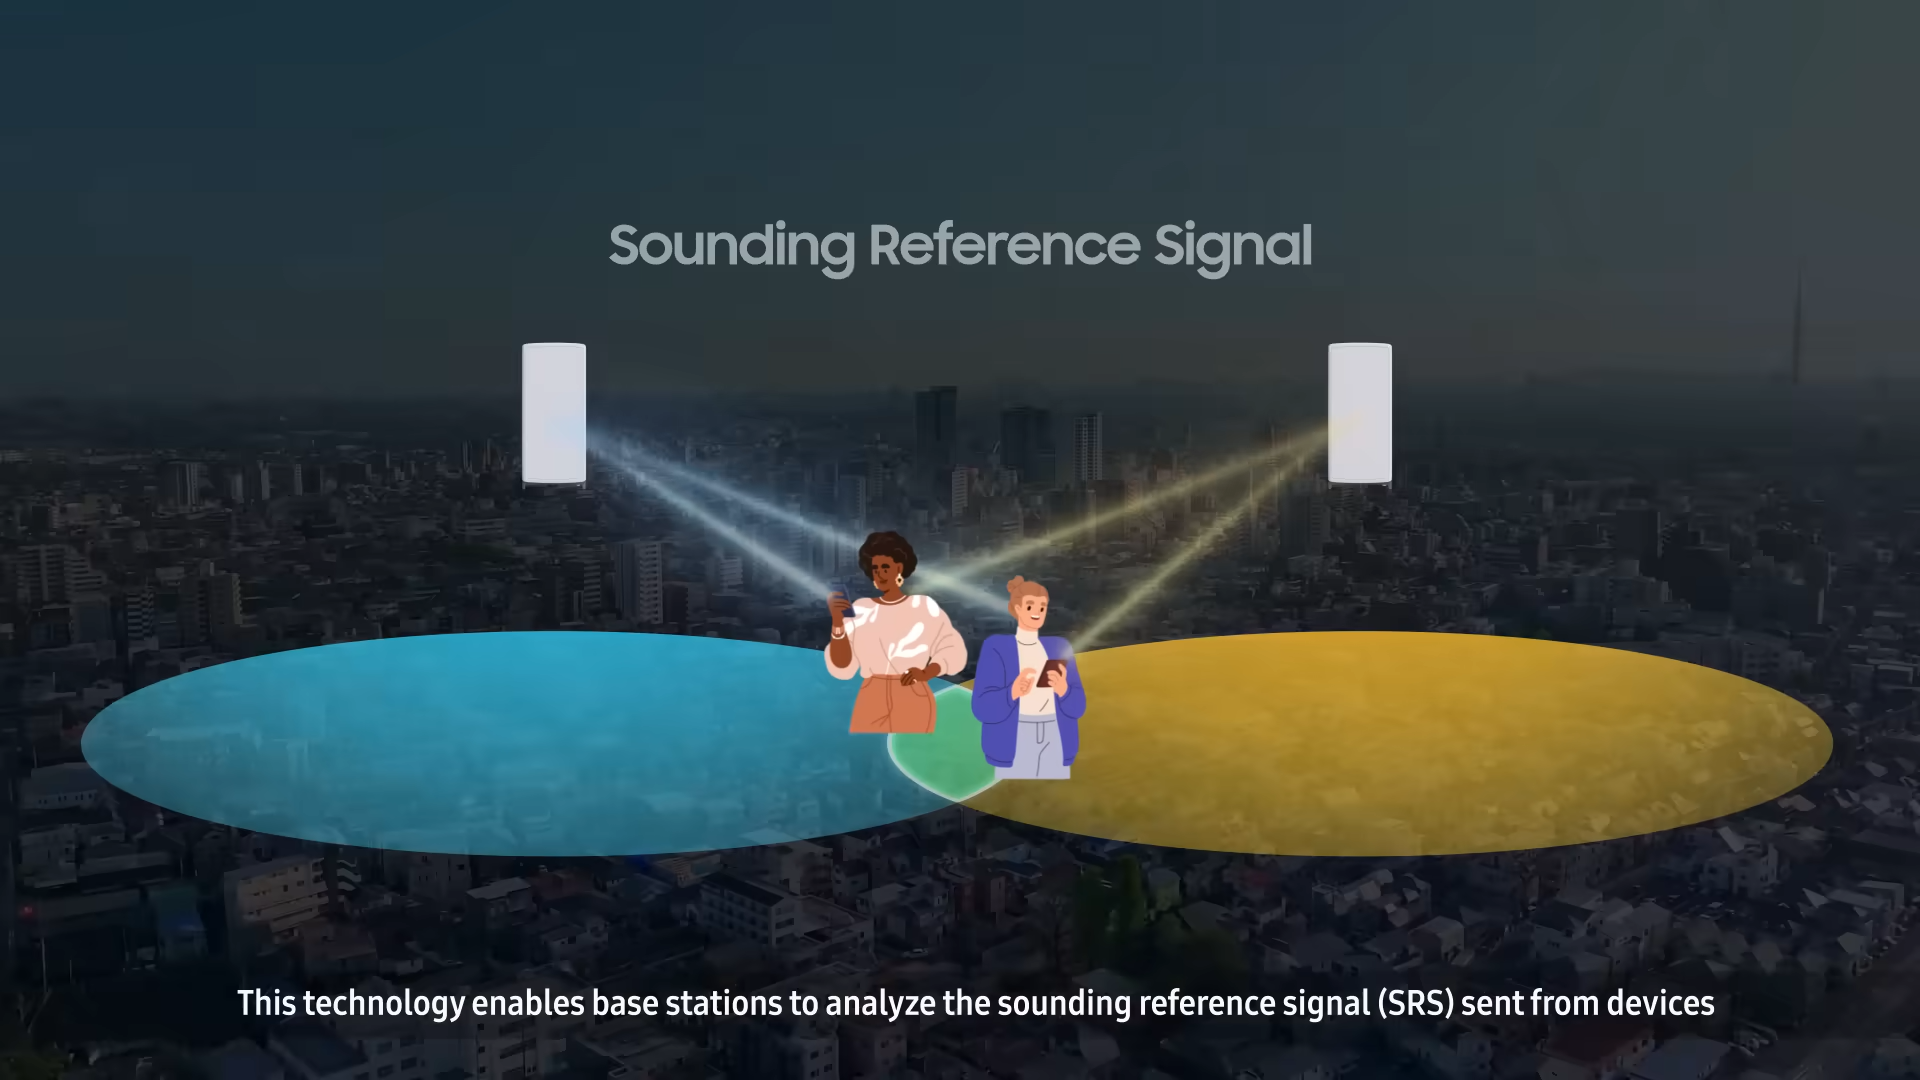 Sounding Reference Signal
This technology enables base stations to analyze the sounding reference signal (SRS) sent from devices